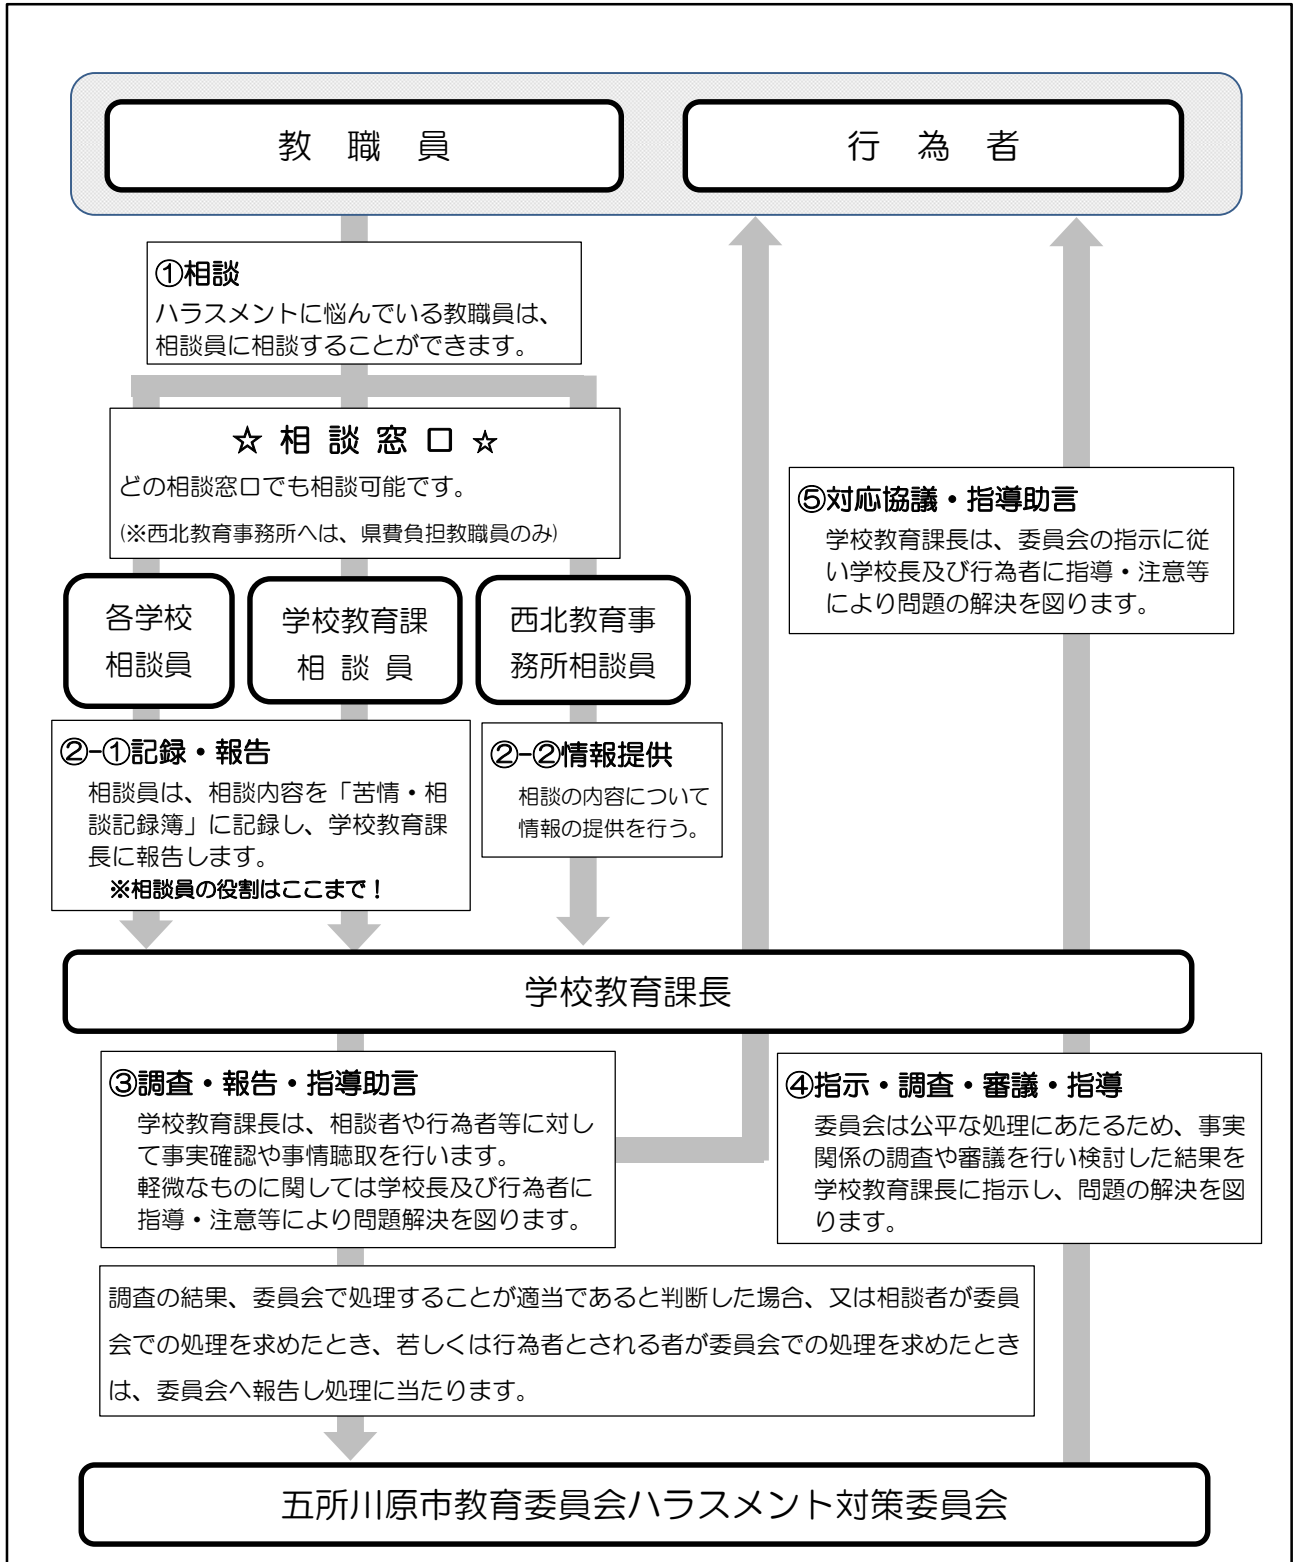 教 職 員
行 為 者
①相談
ハラスメントに悩んでいる教職員は、
相談員に相談することができます。
☆ 相 談 窓 口 ☆
どの相談窓口でも相談可能です。
(※西北教育事務所へは、県費負担教職員のみ)
各学校
相談員
学校教育課
相 談 員
西北教育事
務所相談員
⑤対応協議・指導助言
学校教育課長は、委員会の指示に従
い学校長及び行為者に指導・注意等
により問題の解決を図ります。
②-①記録・報告
相談員は、相談内容を「苦情・相
談記録簿」に記録し、学校教育課
長に報告します。
※相談員の役割はここまで！
②-②情報提供
相談の内容について
情報の提供を行う。
学校教育課長
③調査・報告・指導助言
学校教育課長は、相談者や行為者等に対し
て事実確認や事情聴取を行います。
軽微なものに関しては学校長及び行為者に
指導・注意等により問題解決を図ります。
④指示・調査・審議・指導
委員会は公平な処理にあたるため、事実
関係の調査や審議を行い検討した結果を
学校教育課長に指示し、問題の解決を図
ります。
調査の結果、委員会で処理することが適当であると判断した場合、又は相談者が委員
会での処理を求めたとき、若しくは行為者とされる者が委員会での処理を求めたとき
は、委員会へ報告し処理に当たります。
五所川原市教育委員会ハラスメント対策委員会